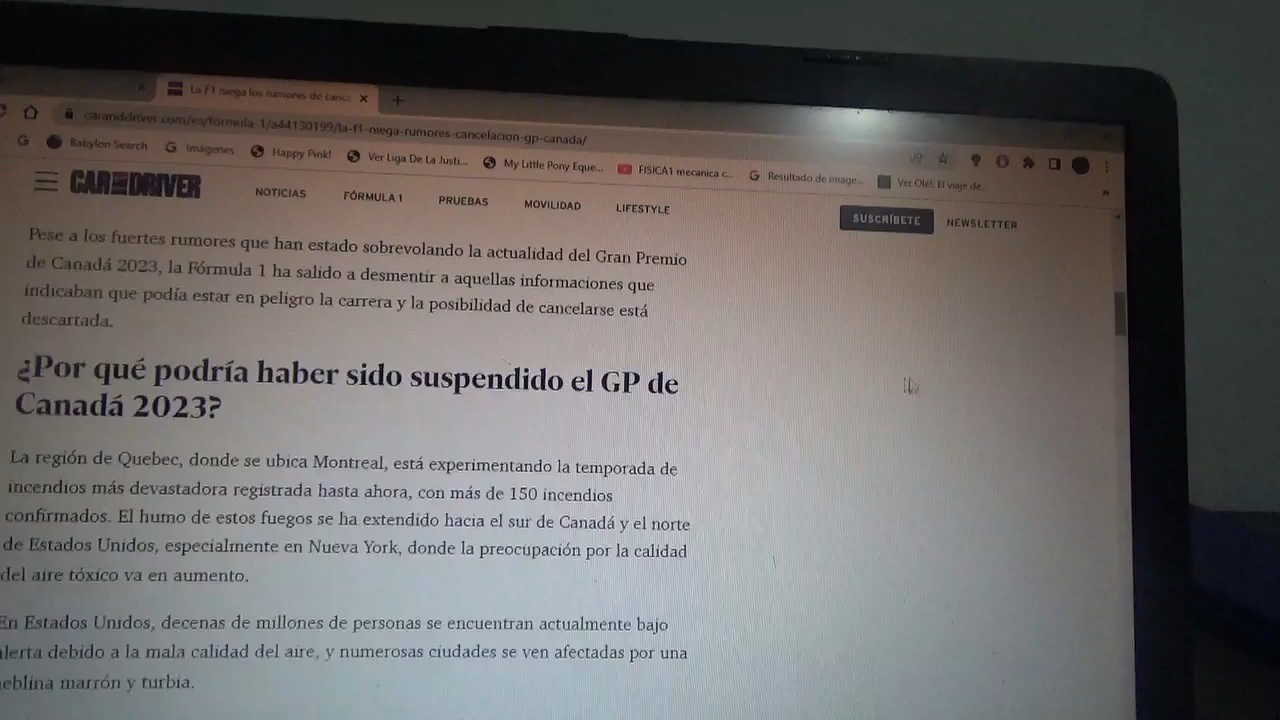 La F1 niega los rumores de canc
caranddriver.com/es/formula-1/a44130199/la-f1-niega-rumores-cancelacion-gp-canada/
Babylon Search Imágenes Happy Pink! Ver Liga De La Justi... My Little Pony Eque... FISICA1 mecanica c... Resultado de image... Ver Olé!: El viaje de...
CAR AND DRIVER NOTICIAS FÓRMULA 1 PRUEBAS MOVILIDAD LIFESTYLE SUSCRÍBETE NEWSLETTER
Pese a los fuertes rumores que han estado sobrevolando la actualidad del Gran Premio
de Canadá 2023, la Fórmula 1 ha salido a desmentir a aquellas informaciones que
indicaban que podía estar en peligro la carrera y la posibilidad de cancelarse está
descartada.
¿Por qué podría haber sido suspendido el GP de
Canadá 2023?
La región de Quebec, donde se ubica Montreal, está experimentando la temporada de
incendios más devastadora registrada hasta ahora, con más de 150 incendios
confirmados. El humo de estos fuegos se ha extendido hacia el sur de Canadá y el norte
de Estados Unidos, especialmente en Nueva York, donde la preocupación por la calidad
del aire tóxico va en aumento.
En Estados Unidos, decenas de millones de personas se encuentran actualmente bajo
alerta debido a la mala calidad del aire, y numerosas ciudades se ven afectadas por una
neblina marrón y turbia.